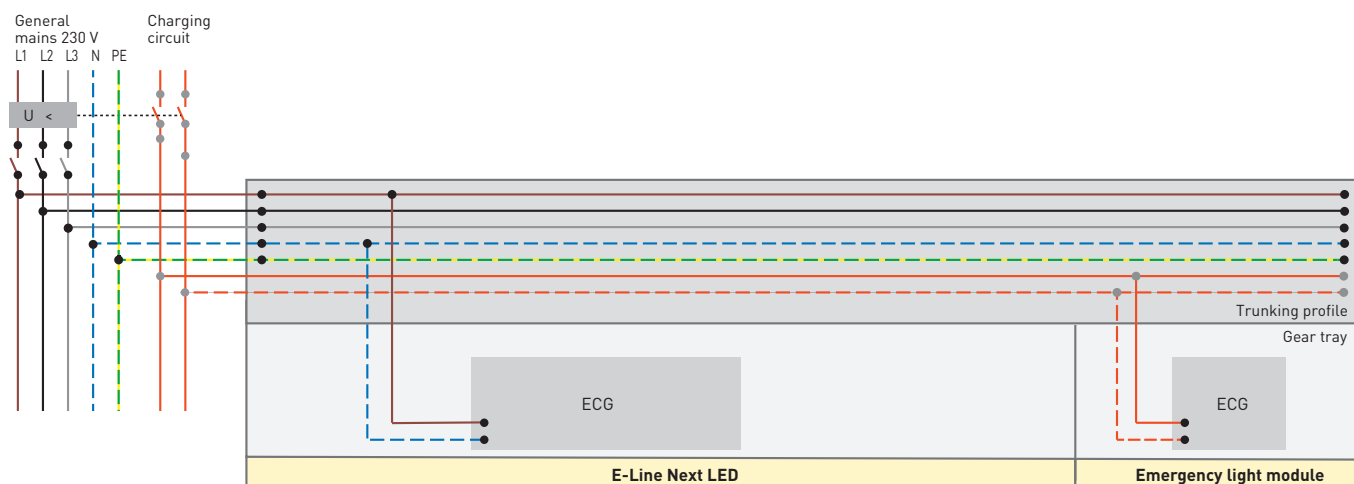 General
mains 230 V
L1 L2 L3 N PE
Charging
circuit
U <
Trunking profile
Gear tray
ECG
ECG
E-Line Next LED
Emergency light module